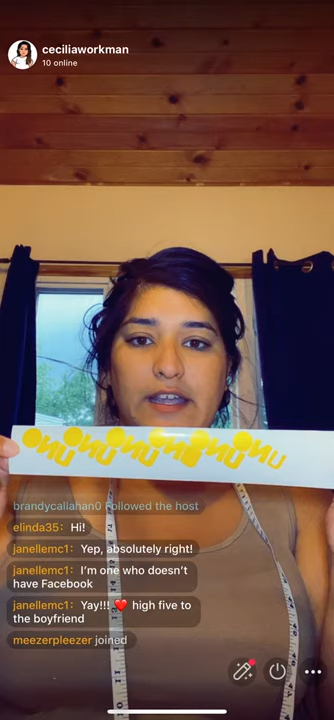 ceciliaworkman
10 online
brandycallahan0 followed the host
elinda35: Hi!
janellemc1: Yep, absolutely right!
janellemc1: I'm one who doesn't
have Facebook
janellemc1: Yay!!! ❤️ high five to
the boyfriend
meezerpleezer joined